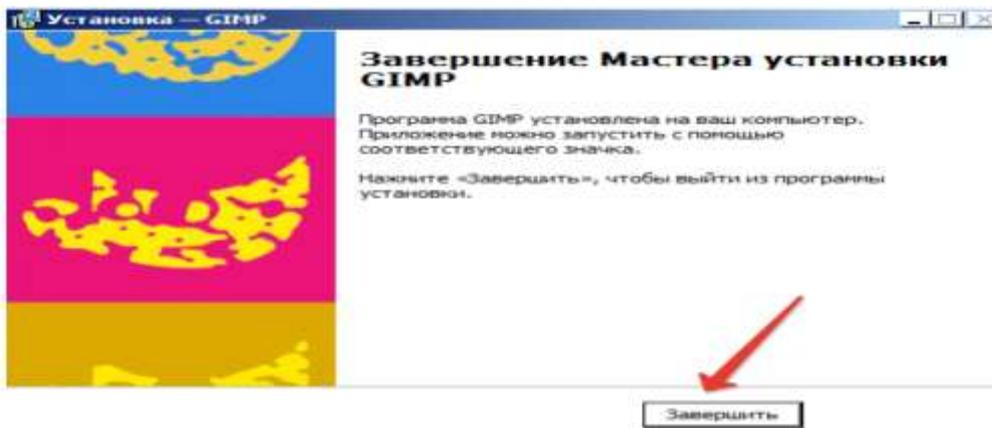 Установка — GIMP
Завершение Мастера установки
GIMP
Программа GIMP установлена на ваш компьютер.
Приложение можно запустить с помощью
соответствующего значка.
Нажмите «Завершить», чтобы выйти из программы
установки.
Завершить